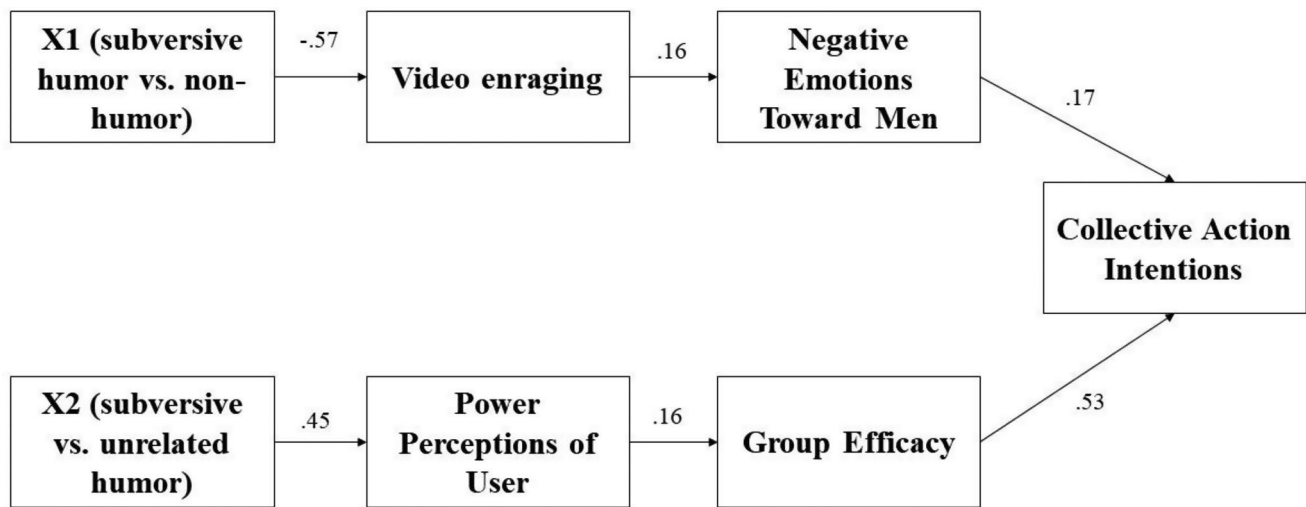 X1 (subversive
humor vs. non-
humor)
-.57
Video enraging
.16
Negative
Emotions
Toward Men
.17
Collective Action
Intentions
X2 (subversive
vs. unrelated
humor)
.45
Power
Perceptions of
User
.16
Group Efficacy
.53